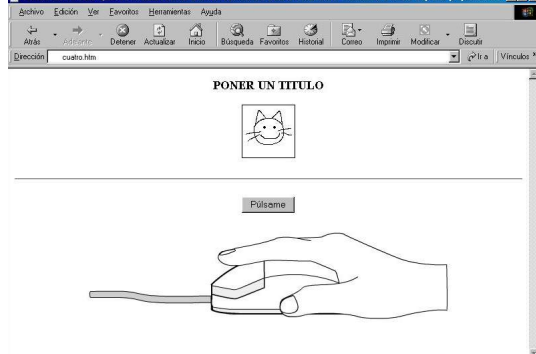 Archivo Edición Ver Favoritos Herramientas Ayuda
Atrás Adelante Detener Actualizar Inicio Búsqueda Favoritos Historial Correo Imprimir Modificar Discutir
Dirección cuatro.htm Ir a Vínculos »
PONER UN TITULO
Púlsame